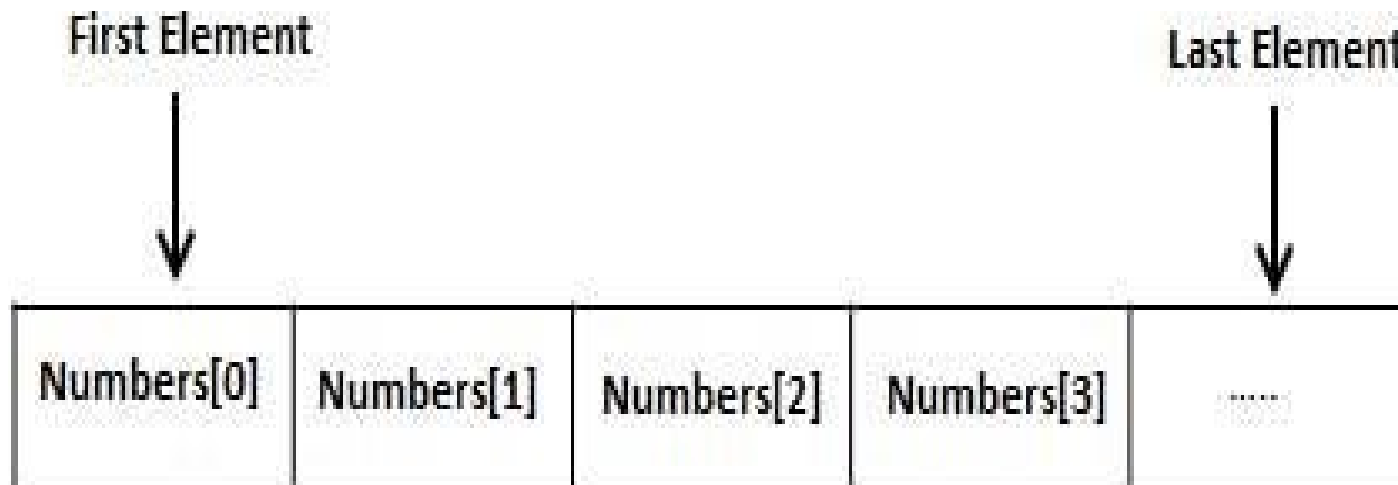 First Element
Last Element
Numbers[0] Numbers[1] Numbers[2] Numbers[3] ......